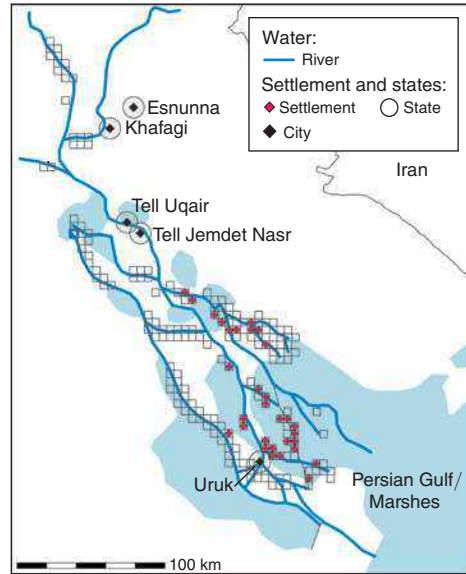 Water:
River
Settlement and states:
Settlement
State
City
Esnunna
Khafagi
Iran
Tell Uqair
Tell Jemdet Nasr
Uruk
Persian Gulf/
Marshes
100 km